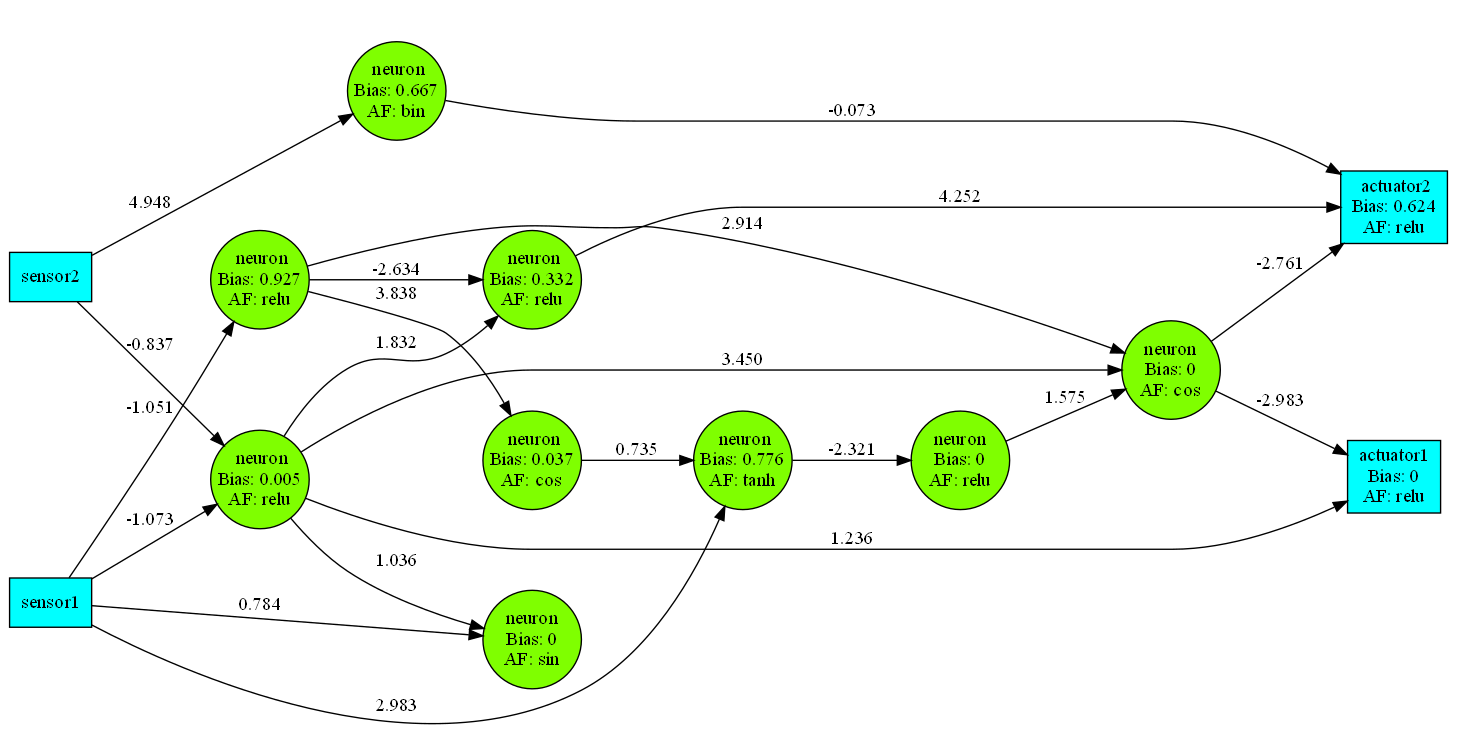 neuron
Bias: 0.667
AF: bin
-0.073
4.948
actuator2
Bias: 0.624
AF: relu
4.252
2.914
sensor2
neuron
Bias: 0.927
AF: relu
-2.634
3.838
neuron
Bias: 0.332
AF: relu
-2.761
-0.837
1.832
3.450
neuron
Bias: 0
AF: cos
-1.051
1.575
-2.983
neuron
Bias: 0.005
AF: relu
neuron
Bias: 0.037
AF: cos
0.735
neuron
Bias: 0.776
AF: tanh
-2.321
neuron
Bias: 0
AF: relu
actuator1
Bias: 0
AF: relu
-1.073
1.236
1.036
sensor1
0.784
neuron
Bias: 0
AF: sin
2.983